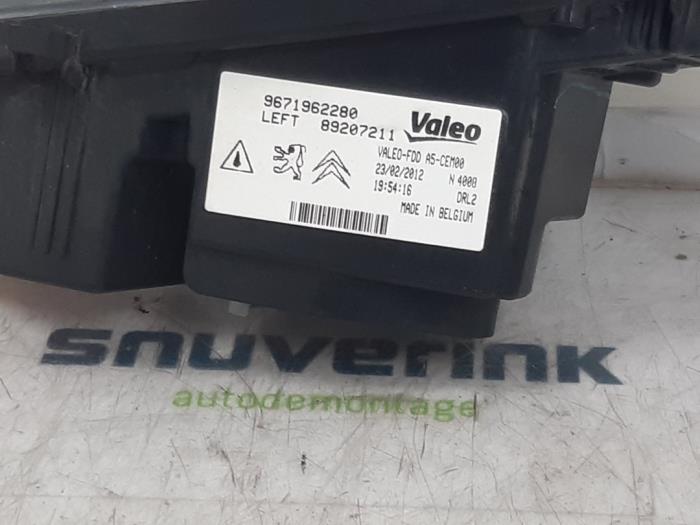 9671962280
LEFT 89207211 Valeo
VALEO-FDD A5-CEM00
23/02/2012 N 4008
19:54:16 DRL2
MADE IN BELGIUM
snuverink
autodemontage